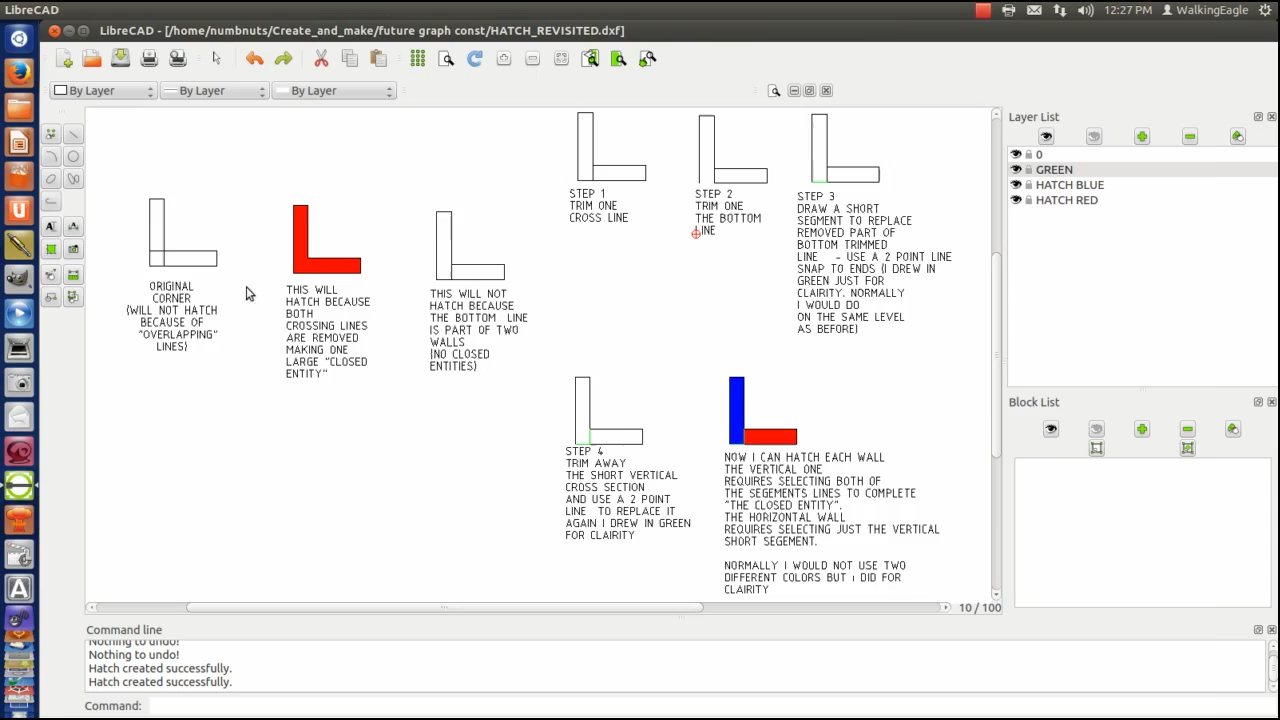 LibreCAD
12:27 PM
WalkingEagle
LibreCAD - [/home/numbnuts/Create_and_make/future graph const/HATCH_REVISITED.dxf]
By Layer
By Layer
By Layer
Layer List
0
GREEN
HATCH BLUE
HATCH RED
Block List
STEP 1
TRIM ONE
CROSS LINE
STEP 2
TRIM ONE
THE BOTTOM
LINE
STEP 3
DRAW A SHORT
SEGMENT TO REPLACE
REMOVED PART OF
BOTTOM TRIMMED
LINE - USE A 2 POINT LINE
SNAP TO ENDS (I DREW IN
GREEN JUST FOR
CLAIRITY. NORMALLY
I WOULD DO
ON THE SAME LEVEL
AS BEFORE)
ORIGINAL
CORNER
(WILL NOT HATCH
BECAUSE OF
"OVERLAPPING"
LINES)
THIS WILL
HATCH BECAUSE
BOTH
CROSSING LINES
ARE REMOVED
MAKING ONE
LARGE "CLOSED
ENTITY"
THIS WILL NOT
HATCH BECAUSE
THE BOTTOM LINE
IS PART OF TWO
WALLS
(NO CLOSED
ENTITIES)
STEP 4
TRIM AWAY
THE SHORT VERTICAL
CROSS SECTION
AND USE A 2 POINT
LINE TO REPLACE IT
AGAIN I DREW IN GREEN
FOR CLAIRITY
NOW I CAN HATCH EACH WALL
THE VERTICAL ONE
REQUIRES SELECTING BOTH OF
THE SEGEMENTS LINES TO COMPLETE
"THE CLOSED ENTITY".
THE HORIZONTAL WALL
REQUIRES SELECTING JUST THE VERTICAL
SHORT SEGEMENT.
NORMALLY I WOULD NOT USE TWO
DIFFERENT COLORS BUT i DID FOR
CLAIRITY
10 / 100
Command line
Nothing to undo!
Nothing to undo!
Hatch created successfully.
Hatch created successfully.
Command: